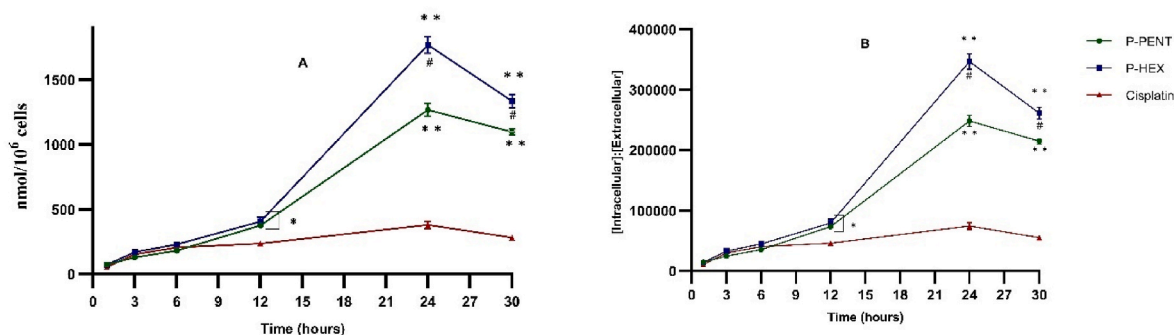 A
* *
#
* *
#
* *
* *
*
1500
1000
500
0
nmol/10⁶ cells
0 3 6 9 12 15 18 21 24 27 30
Time (hours)
B
* *
#
* *
#
* *
* *
*
400000
300000
200000
100000
0
[Intracellular]:[Extracellular]
0 3 6 9 12 15 18 21 24 27 30
Time (hours)
P-PENT
P-HEX
Cisplatin